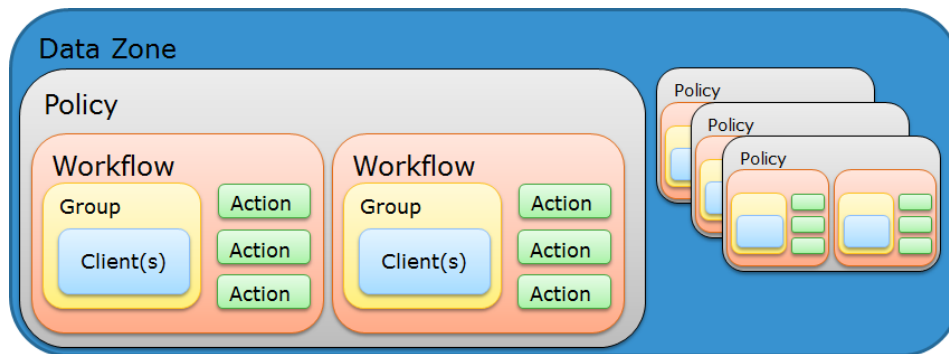 Data Zone
Policy
Workflow
Group
Client(s)
Action
Action
Action
Workflow
Group
Client(s)
Action
Action
Action
Policy
Policy
Policy